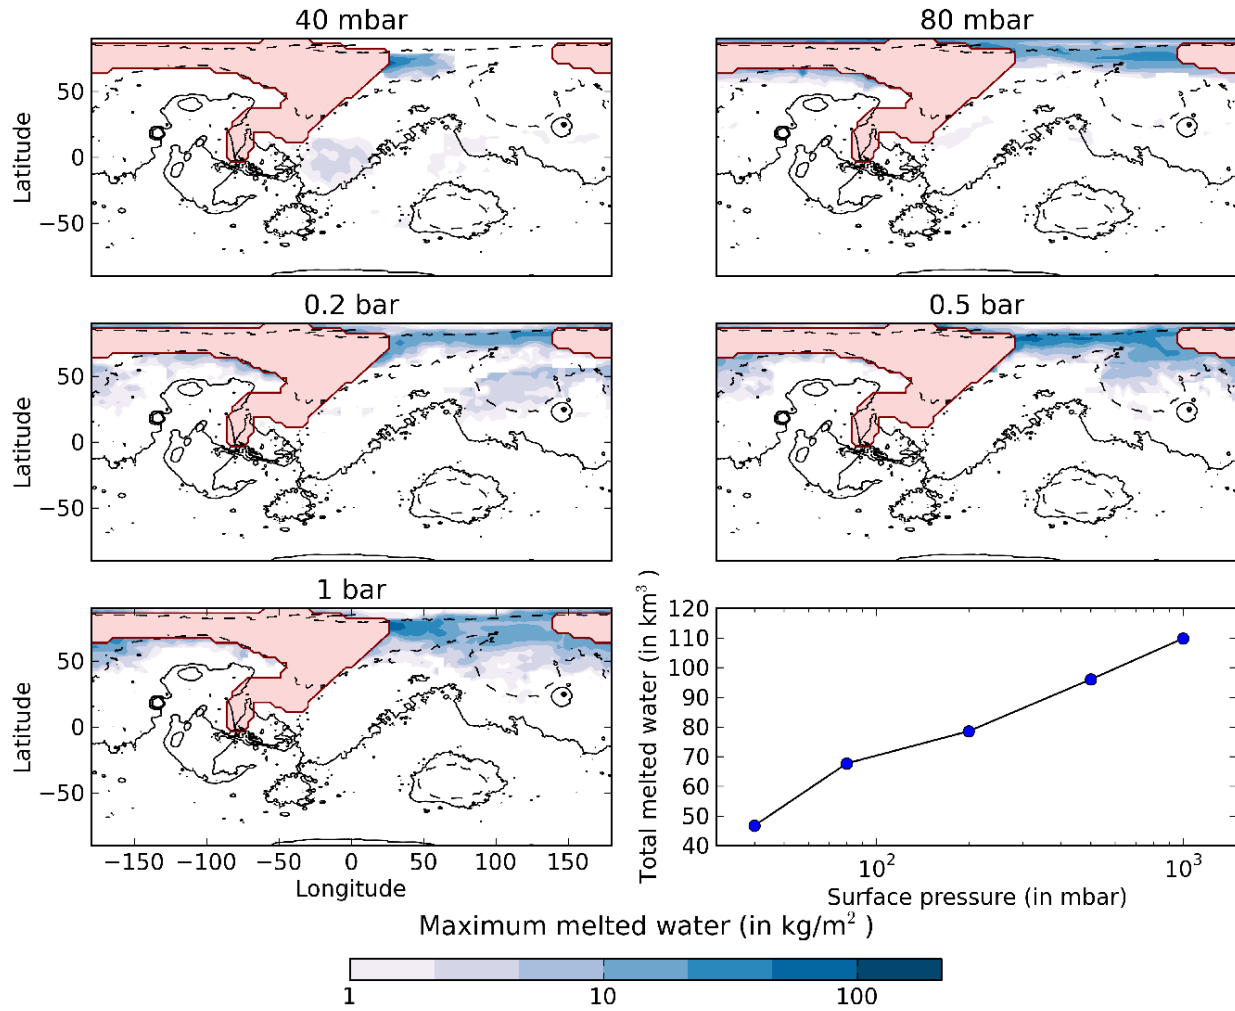 40 mbar
80 mbar
Latitude
50
0
−50
0.2 bar
0.5 bar
Latitude
50
0
−50
1 bar
Latitude
50
0
−50
−150 −100 −50 0 50 100 150
Longitude
Total melted water (in km³ )
120
110
100
90
80
70
60
50
40
10² 10³
Surface pressure (in mbar)
Maximum melted water (in kg/m² )
1 10 100